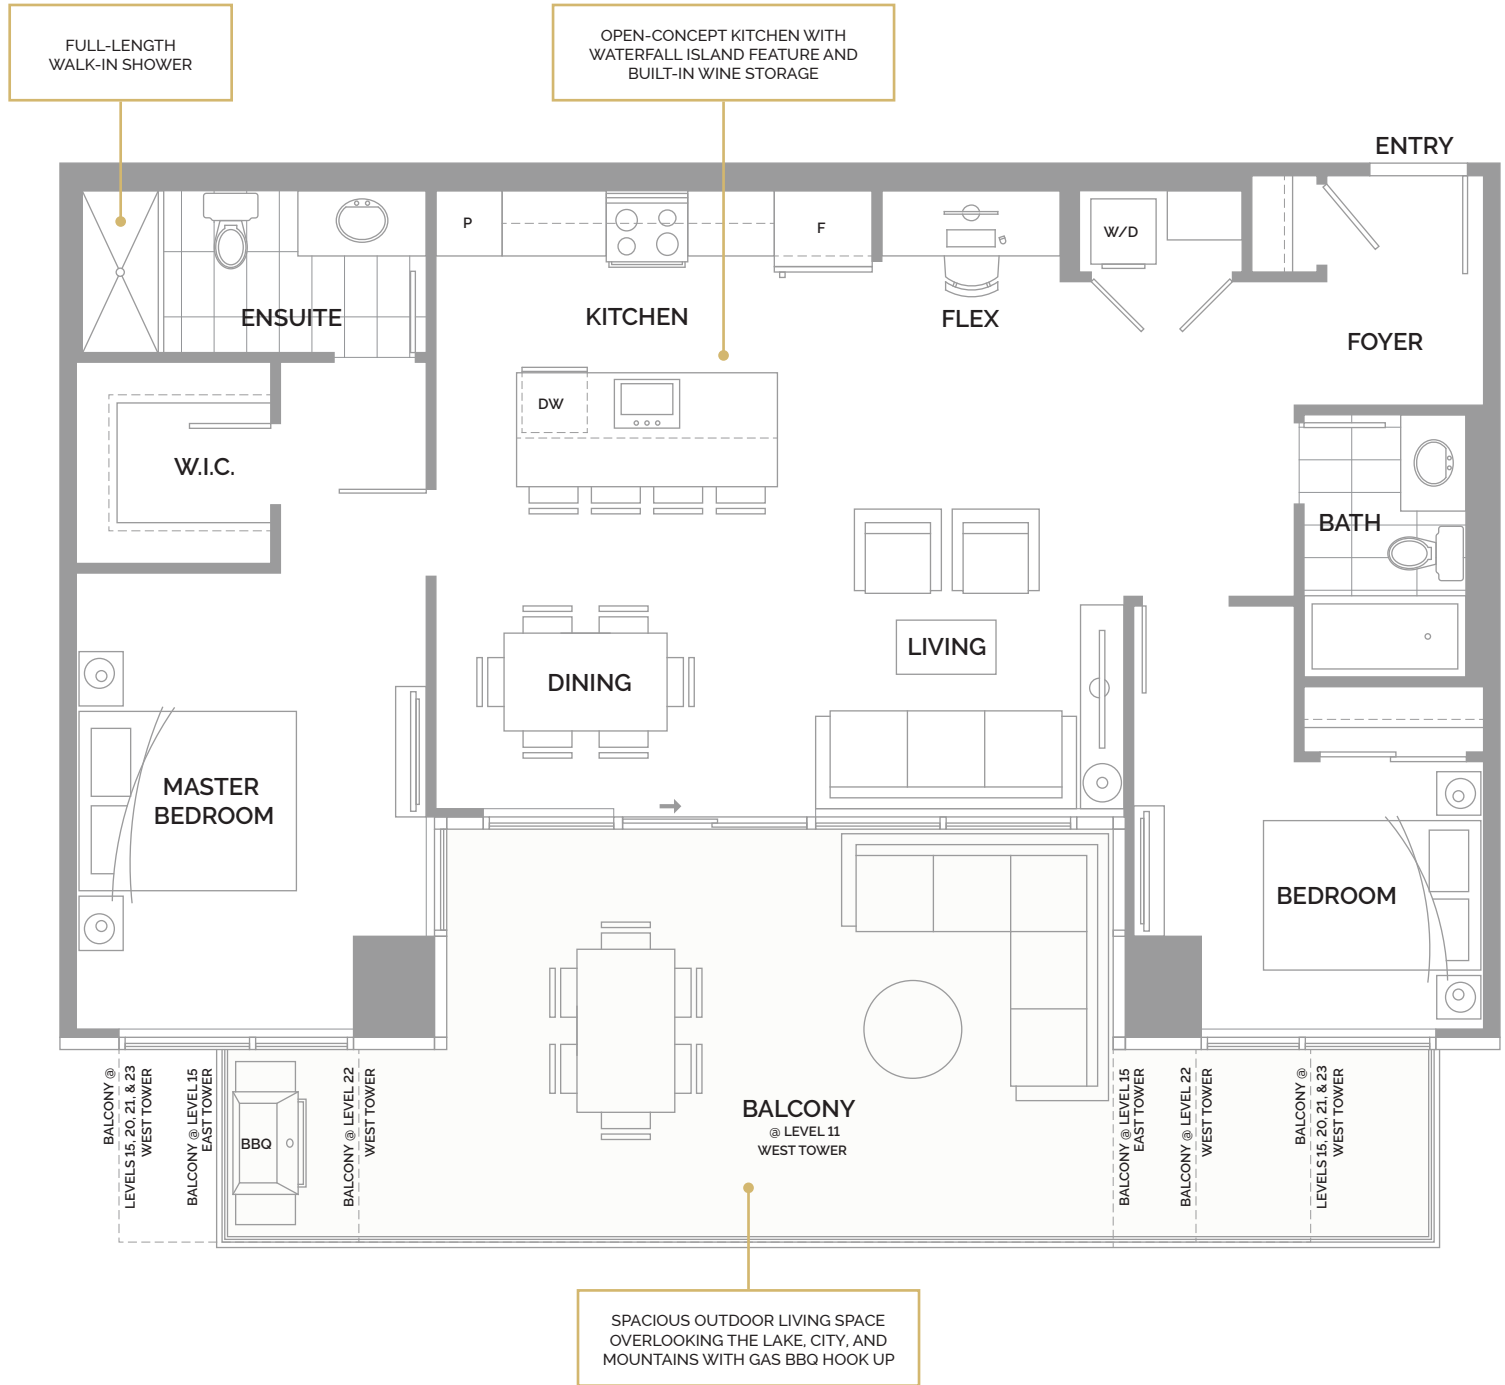 FULL-LENGTH
WALK-IN SHOWER
OPEN-CONCEPT KITCHEN WITH
WATERFALL ISLAND FEATURE AND
BUILT-IN WINE STORAGE
ENTRY
P
F
W/D
ENSUITE
KITCHEN
FLEX
FOYER
DW
W.I.C.
BATH
LIVING
DINING
MASTER
BEDROOM
BEDROOM
BALCONY @
LEVELS 15, 20, 21, & 23
WEST TOWER
BALCONY @ LEVEL 15
EAST TOWER
BBQ
BALCONY @ LEVEL 22
WEST TOWER
BALCONY
@ LEVEL 11
WEST TOWER
BALCONY @ LEVEL 15
EAST TOWER
BALCONY @ LEVEL 22
WEST TOWER
BALCONY @
LEVELS 15, 20, 21, & 23
WEST TOWER
SPACIOUS OUTDOOR LIVING SPACE
OVERLOOKING THE LAKE, CITY, AND
MOUNTAINS WITH GAS BBQ HOOK UP